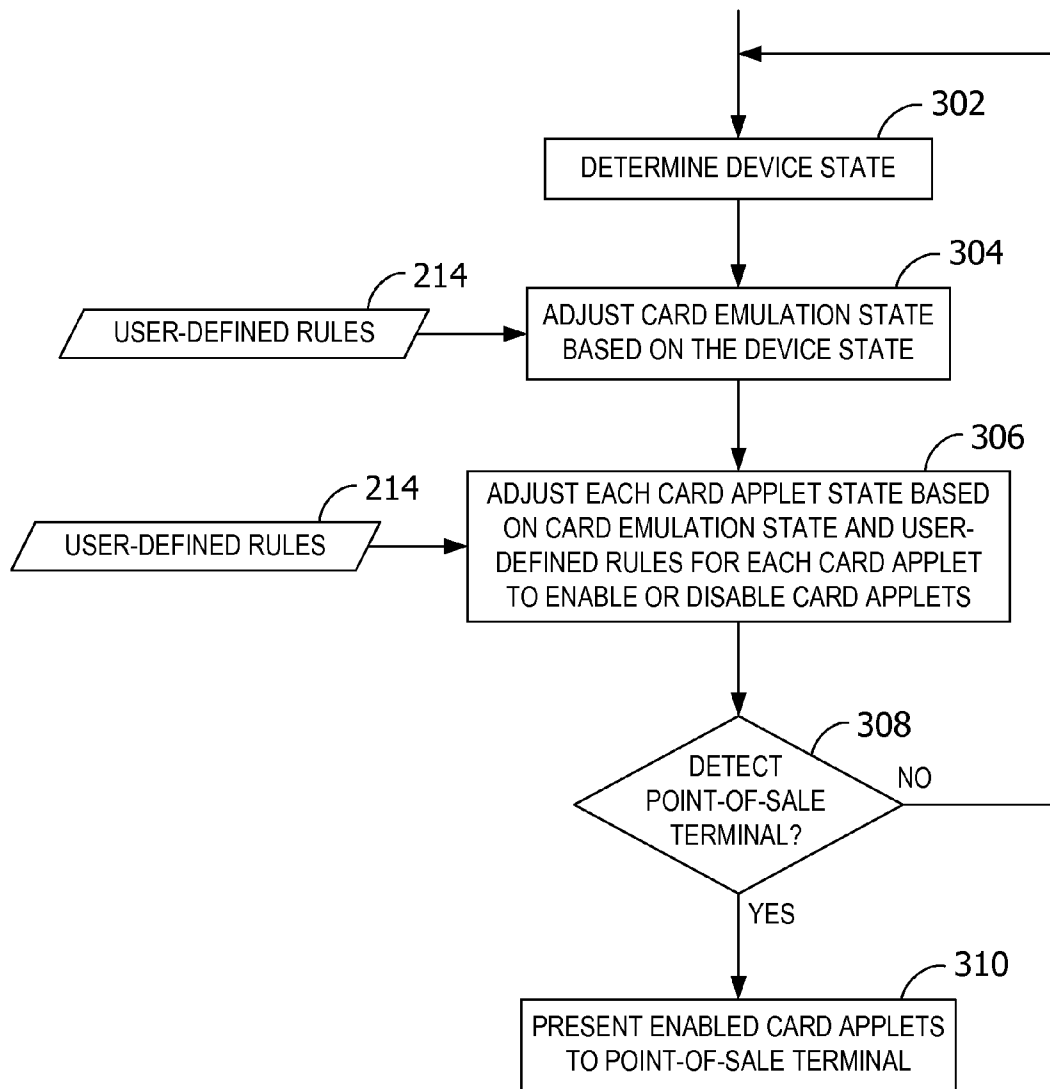 302
DETERMINE DEVICE STATE
304
214
USER-DEFINED RULES
ADJUST CARD EMULATION STATE
BASED ON THE DEVICE STATE
306
214
USER-DEFINED RULES
ADJUST EACH CARD APPLET STATE BASED
ON CARD EMULATION STATE AND USER-
DEFINED RULES FOR EACH CARD APPLET
TO ENABLE OR DISABLE CARD APPLETS
308
DETECT
POINT-OF-SALE
TERMINAL?
NO
YES
310
PRESENT ENABLED CARD APPLETS
TO POINT-OF-SALE TERMINAL